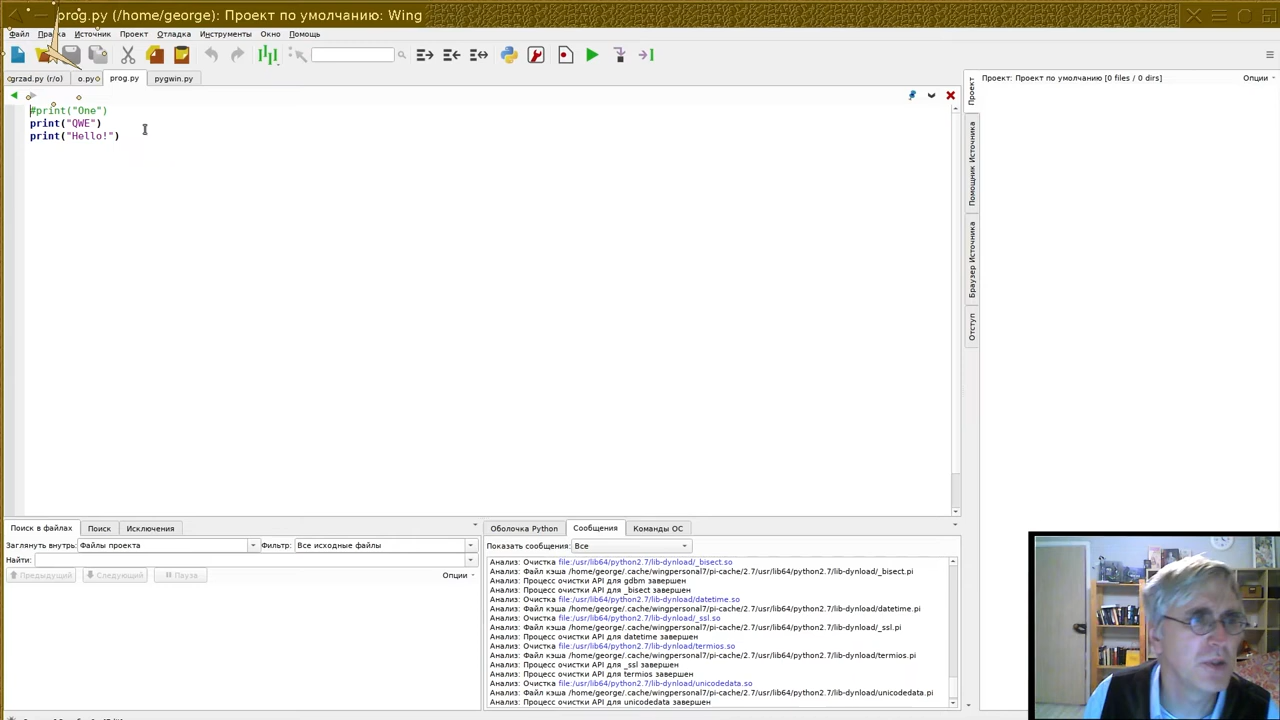 prog.py (/home/george): Проект по умолчанию: Wing
Файл Правка Источник Проект Отладка Инструменты Окно Помощь
grzad.py (r/o) o.py prog.py pygwin.py
#print("One")
print("QWE")
print("Hello!")
Проект: Проект по умолчанию [0 files / 0 dirs] Опции
Проект
Помощник Источника
Браузер Источника
Отступ
Поиск в файлах Поиск Исключения
Заглянуть внутрь: Файлы проекта Фильтр: Все исходные файлы
Найти:
Предыдущий Следующий Пауза Опции
Оболочка Python Сообщения Команды ОС
Показать сообщения: Все
Анализ: Очистка file:/usr/lib64/python2.7/lib-dynload/_bisect.so
Анализ: Файл кэша /home/george/.cache/wingpersonal7/pi-cache/2.7/usr/lib64/python2.7/lib-dynload/_bisect.pi
Анализ: Процесс очистки API для gdbm завершен
Анализ: Процесс очистки API для _bisect завершен
Анализ: Очистка file:/usr/lib64/python2.7/lib-dynload/datetime.so
Анализ: Файл кэша /home/george/.cache/wingpersonal7/pi-cache/2.7/usr/lib64/python2.7/lib-dynload/datetime.pi
Анализ: Очистка file:/usr/lib64/python2.7/lib-dynload/_ssl.so
Анализ: Файл кэша /home/george/.cache/wingpersonal7/pi-cache/2.7/usr/lib64/python2.7/lib-dynload/_ssl.pi
Анализ: Процесс очистки API для datetime завершен
Анализ: Очистка file:/usr/lib64/python2.7/lib-dynload/termios.so
Анализ: Файл кэша /home/george/.cache/wingpersonal7/pi-cache/2.7/usr/lib64/python2.7/lib-dynload/termios.pi
Анализ: Процесс очистки API для _ssl завершен
Анализ: Процесс очистки API для termios завершен
Анализ: Очистка file:/usr/lib64/python2.7/lib-dynload/unicodedata.so
Анализ: Файл кэша /home/george/.cache/wingpersonal7/pi-cache/2.7/usr/lib64/python2.7/lib-dynload/unicodedata.pi
Анализ: Процесс очистки API для unicodedata завершен